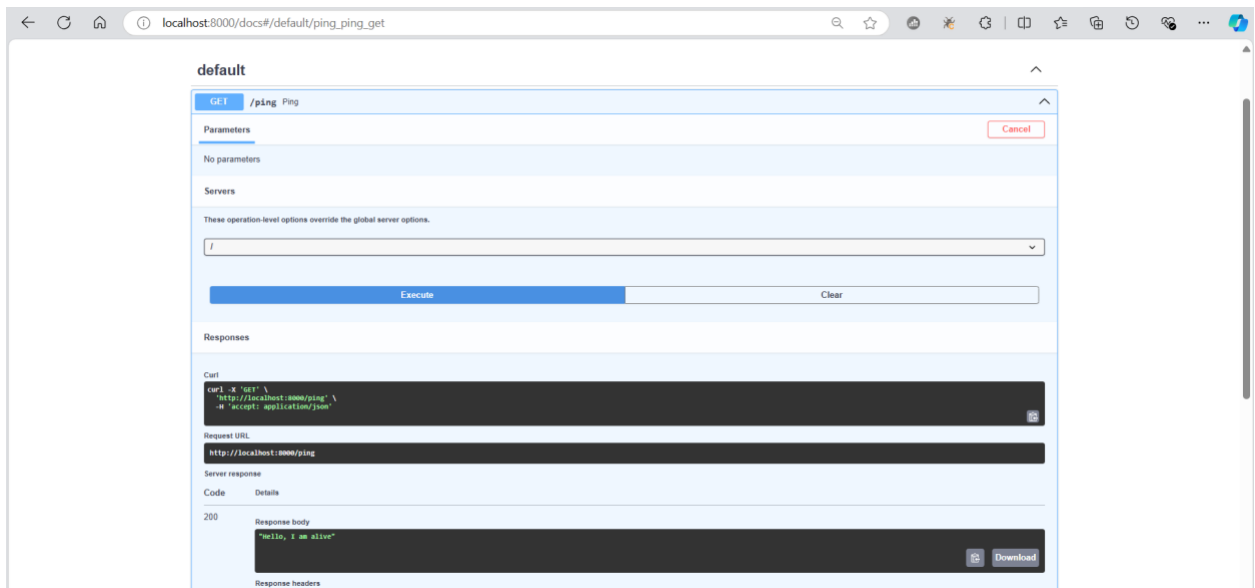 localhost:8000/docs#/default/ping_ping_get
default
GET /ping Ping
Parameters Cancel
No parameters
Servers
These operation-level options override the global server options.
/
Execute Clear
Responses
Curl
curl -X 'GET' \
'http://localhost:8000/ping' \
-H 'accept: application/json'
Request URL
http://localhost:8000/ping
Server response
Code Details
200 Response body
"Hello, I am alive"
Download
Response headers